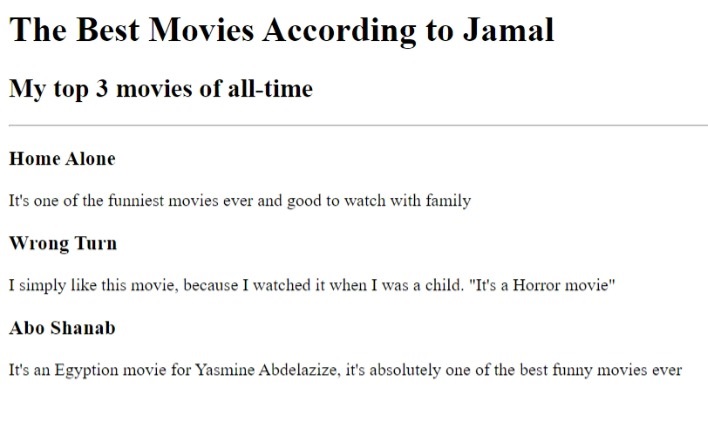 The Best Movies According to Jamal
My top 3 movies of all-time
Home Alone
It's one of the funniest movies ever and good to watch with family
Wrong Turn
I simply like this movie, because I watched it when I was a child. "It's a Horror movie"
Abo Shanab
It's an Egyption movie for Yasmine Abdelazize, it's absolutely one of the best funny movies ever